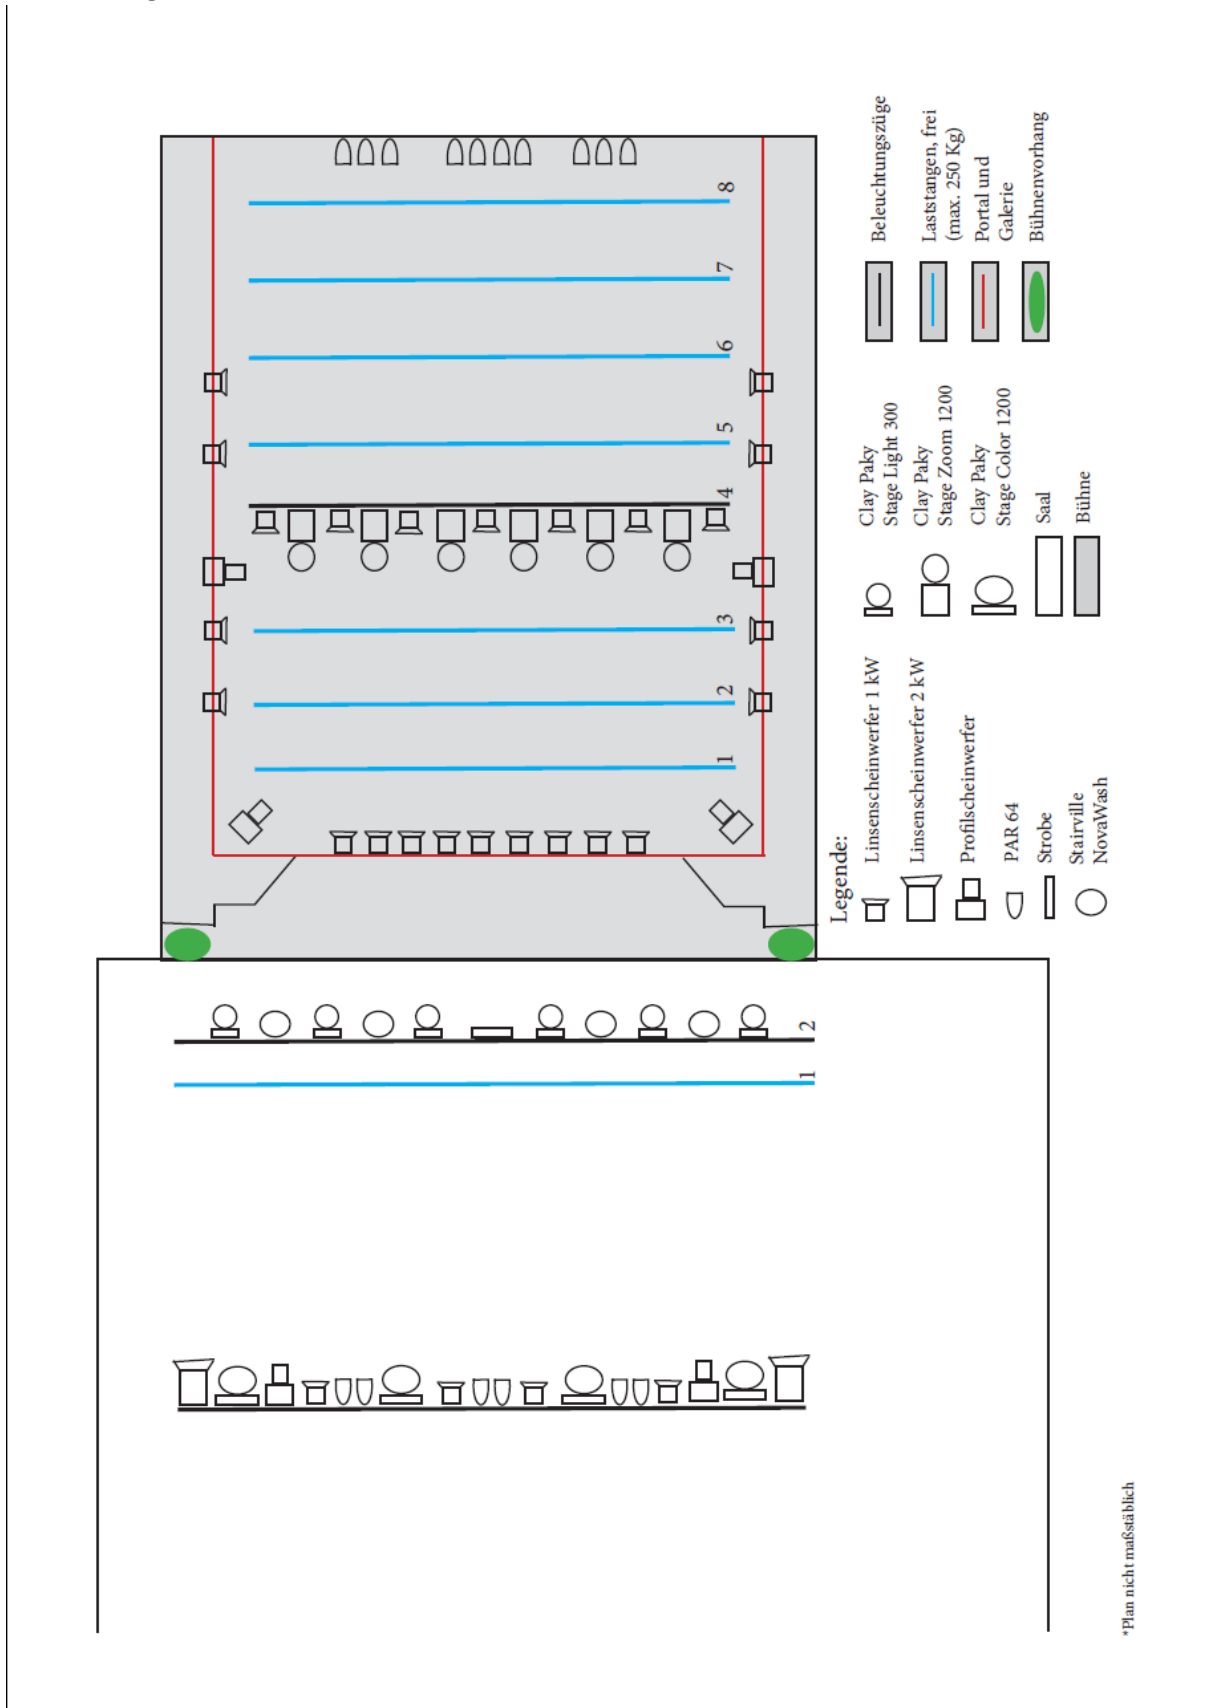 8
7
6
5
4
3
2
1
2
1
Legende:
Linsenscheinwerfer 1 kW
Linsenscheinwerfer 2 kW
Profilscheinwerfer
PAR 64
Strobe
Stairville
NovaWash
Clay Paky
Stage Light 300
Clay Paky
Stage Zoom 1200
Clay Paky
Stage Color 1200
Saal
Bühne
Beleuchtungszüge
Laststangen, frei
(max. 250 Kg)
Portal und
Galerie
Bühnenvorhang
*Plan nicht maßstäblich